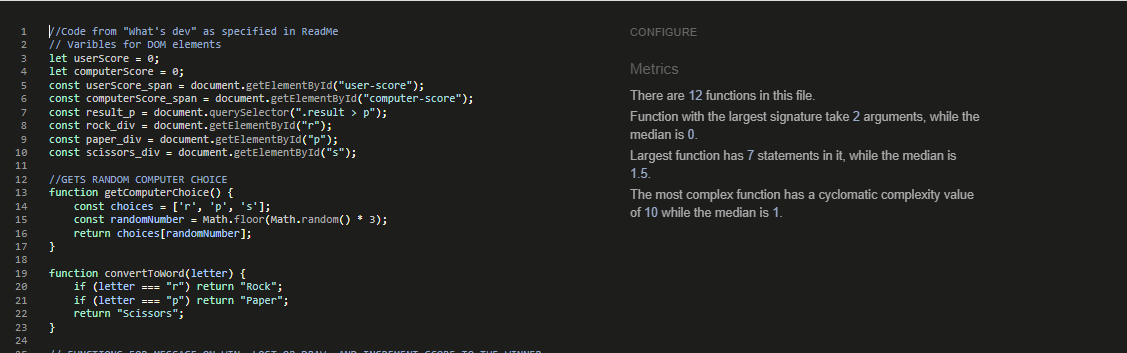 1 //Code from "What's dev" as specified in ReadMe
2 // Varibles for DOM elements
3 let userScore = 0;
4 let computerScore = 0;
5 const userScore_span = document.getElementById("user-score");
6 const computerScore_span = document.getElementById("computer-score");
7 const result_p = document.querySelector(".result > p");
8 const rock_div = document.getElementById("r");
9 const paper_div = document.getElementById("p");
10 const scissors_div = document.getElementById("s");
11
12 //GETS RANDOM COMPUTER CHOICE
13 function getComputerChoice() {
14     const choices = ['r', 'p', 's'];
15     const randomNumber = Math.floor(Math.random() * 3);
16     return choices[randomNumber];
17 }
18
19 function convertToWord(letter) {
20     if (letter === "r") return "Rock";
21     if (letter === "p") return "Paper";
22     return "Scissors";
23 }
24
CONFIGURE
Metrics
There are 12 functions in this file.
Function with the largest signature take 2 arguments, while the
median is 0.
Largest function has 7 statements in it, while the median is
1.5.
The most complex function has a cyclomatic complexity value
of 10 while the median is 1.